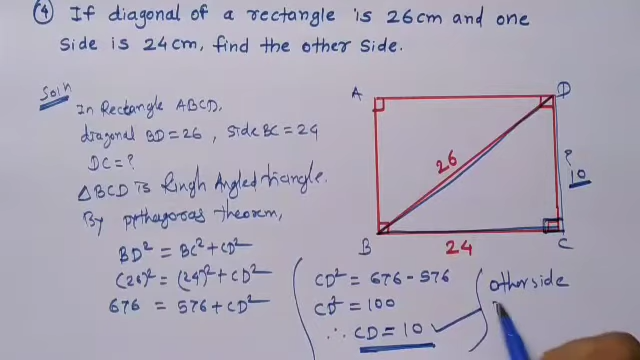 ④ If diagonal of a rectangle is 26cm and one
side is 24cm, find the other side.
Soln
In Rectangle ABCD,
diagonal BD = 26, side BC = 24
DC = ?
△BCD is Ringh Angled triangle.
By pythagoras theorem,
BD² = BC² + CD²
(26)² = (24)² + CD²
676 = 576 + CD²
CD² = 676 - 576
CD² = 100
∴ CD = 10
other side
A
D
26
?
10
B
24
C